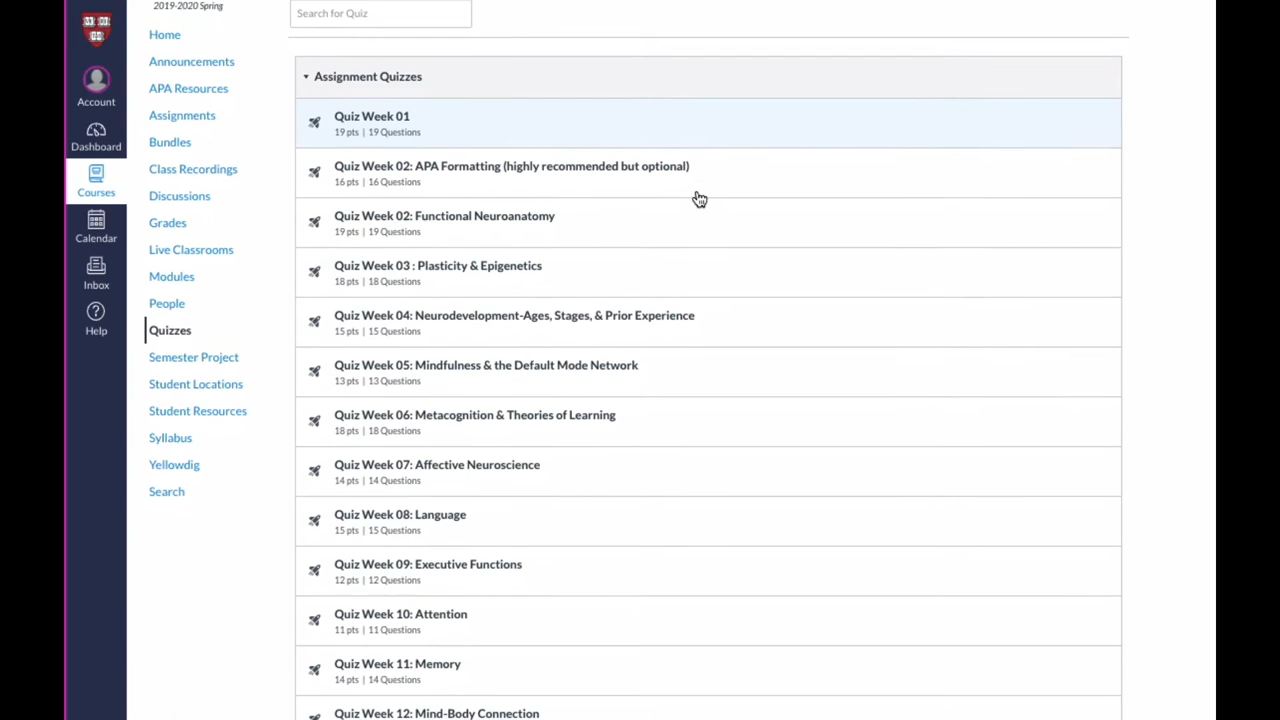 2019-2020 Spring
Search for Quiz
Account
Dashboard
Courses
Calendar
Inbox
Help
Home
Announcements
APA Resources
Assignments
Bundles
Class Recordings
Discussions
Grades
Live Classrooms
Modules
People
Quizzes
Semester Project
Student Locations
Student Resources
Syllabus
Yellowdig
Search
Assignment Quizzes
Quiz Week 01
19 pts | 19 Questions
Quiz Week 02: APA Formatting (highly recommended but optional)
16 pts | 16 Questions
Quiz Week 02: Functional Neuroanatomy
19 pts | 19 Questions
Quiz Week 03 : Plasticity & Epigenetics
18 pts | 18 Questions
Quiz Week 04: Neurodevelopment-Ages, Stages, & Prior Experience
15 pts | 15 Questions
Quiz Week 05: Mindfulness & the Default Mode Network
13 pts | 13 Questions
Quiz Week 06: Metacognition & Theories of Learning
18 pts | 18 Questions
Quiz Week 07: Affective Neuroscience
14 pts | 14 Questions
Quiz Week 08: Language
15 pts | 15 Questions
Quiz Week 09: Executive Functions
12 pts | 12 Questions
Quiz Week 10: Attention
11 pts | 11 Questions
Quiz Week 11: Memory
14 pts | 14 Questions
Quiz Week 12: Mind-Body Connection